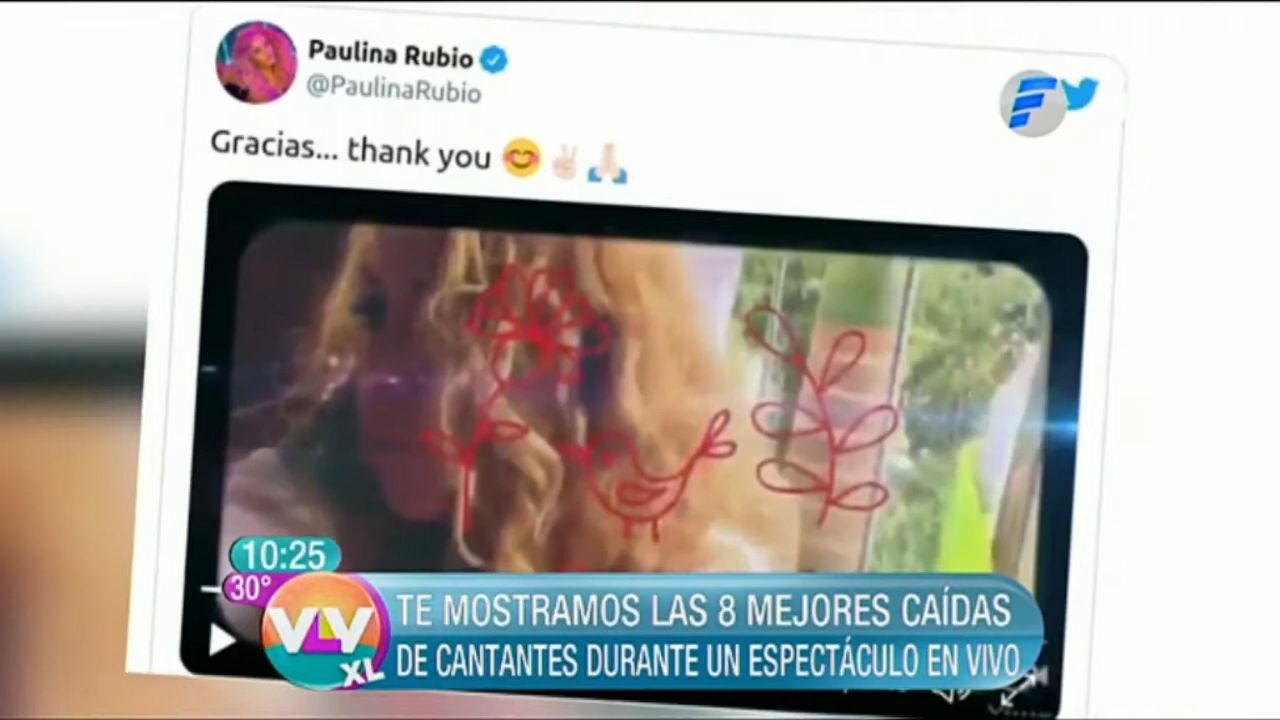 Paulina Rubio
@PaulinaRubio
Gracias... thank you 😊✌🏻🙏🏻
10:25
30°
VLV
XL
TE MOSTRAMOS LAS 8 MEJORES CAÍDAS
DE CANTANTES DURANTE UN ESPECTÁCULO EN VIVO